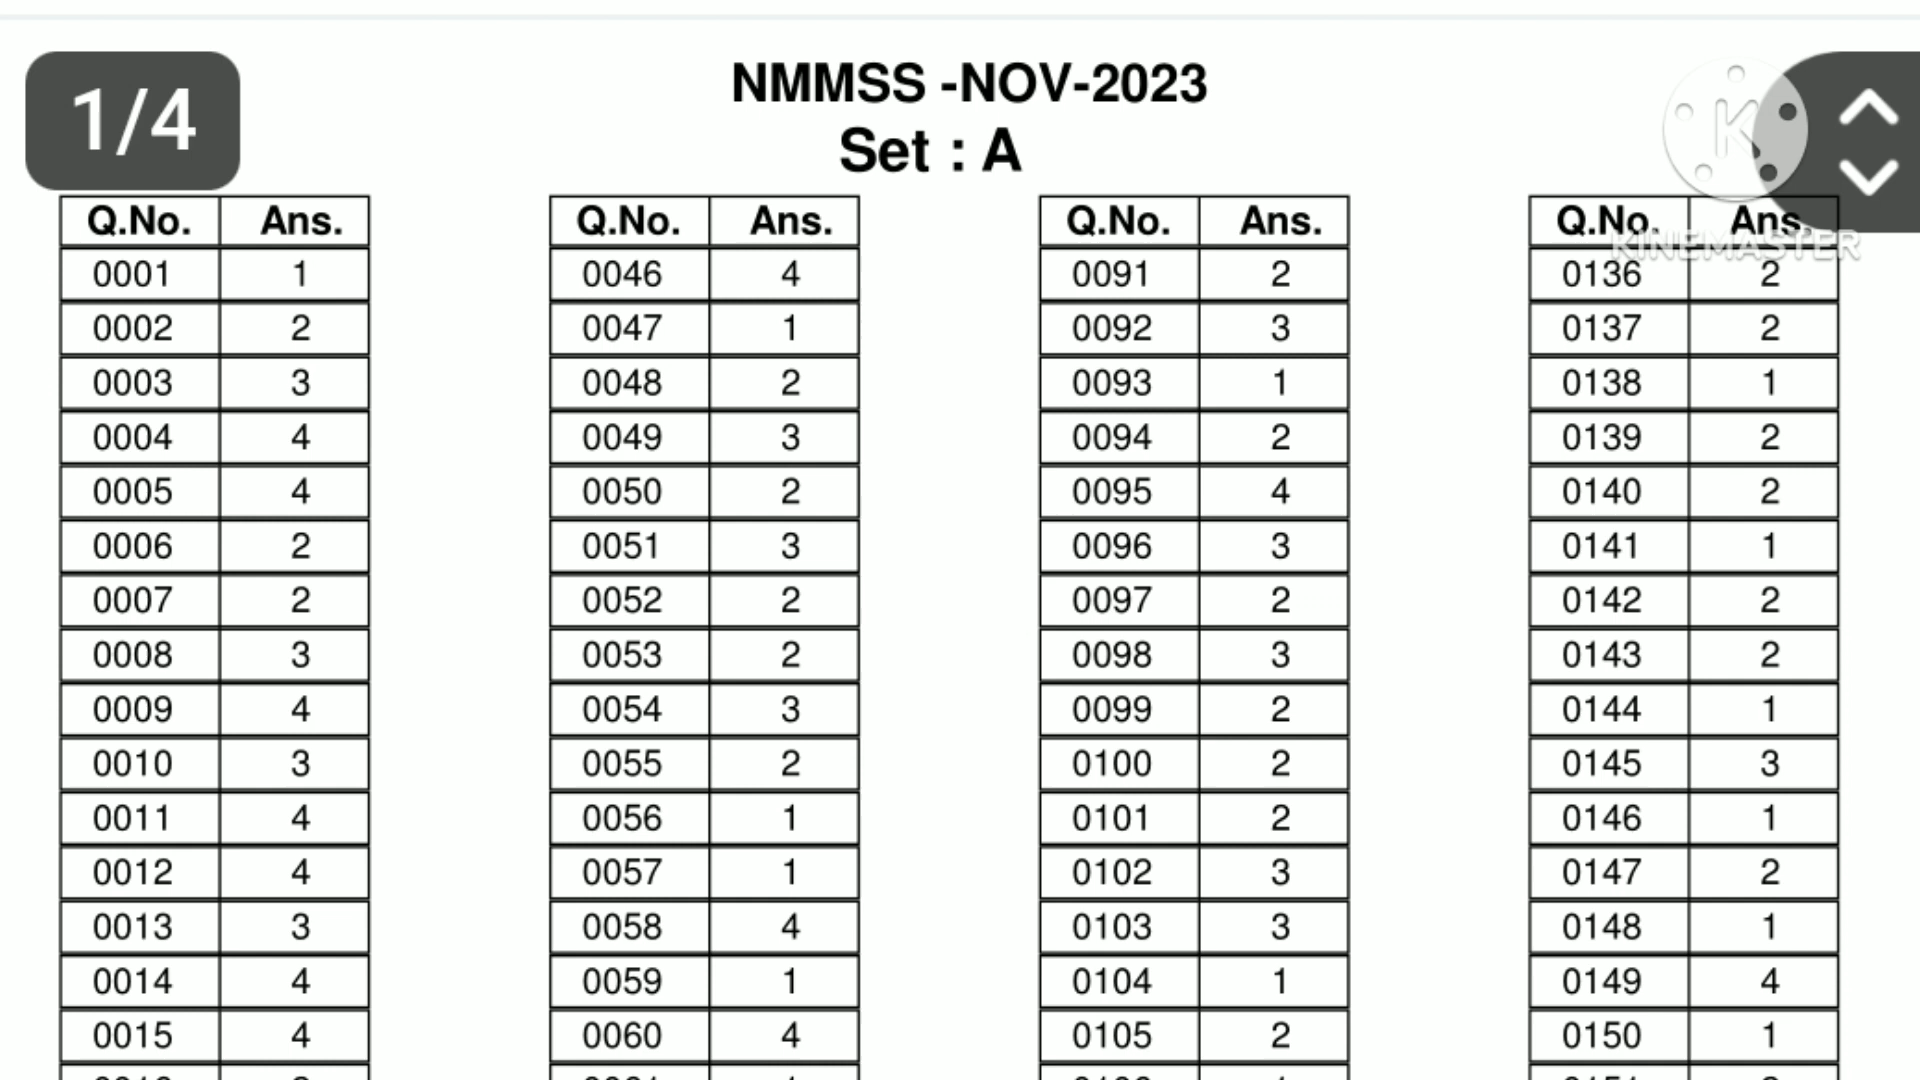 1/4
NMMSS -NOV-2023
Set : A
K
KINEMASTER
Q.No. Ans. Q.No. Ans. Q.No. Ans. Q.No. Ans.
0001 1 0046 4 0091 2 0136 2
0002 2 0047 1 0092 3 0137 2
0003 3 0048 2 0093 1 0138 1
0004 4 0049 3 0094 2 0139 2
0005 4 0050 2 0095 4 0140 2
0006 2 0051 3 0096 3 0141 1
0007 2 0052 2 0097 2 0142 2
0008 3 0053 2 0098 3 0143 2
0009 4 0054 3 0099 2 0144 1
0010 3 0055 2 0100 2 0145 3
0011 4 0056 1 0101 2 0146 1
0012 4 0057 1 0102 3 0147 2
0013 3 0058 4 0103 3 0148 1
0014 4 0059 1 0104 1 0149 4
0015 4 0060 4 0105 2 0150 1